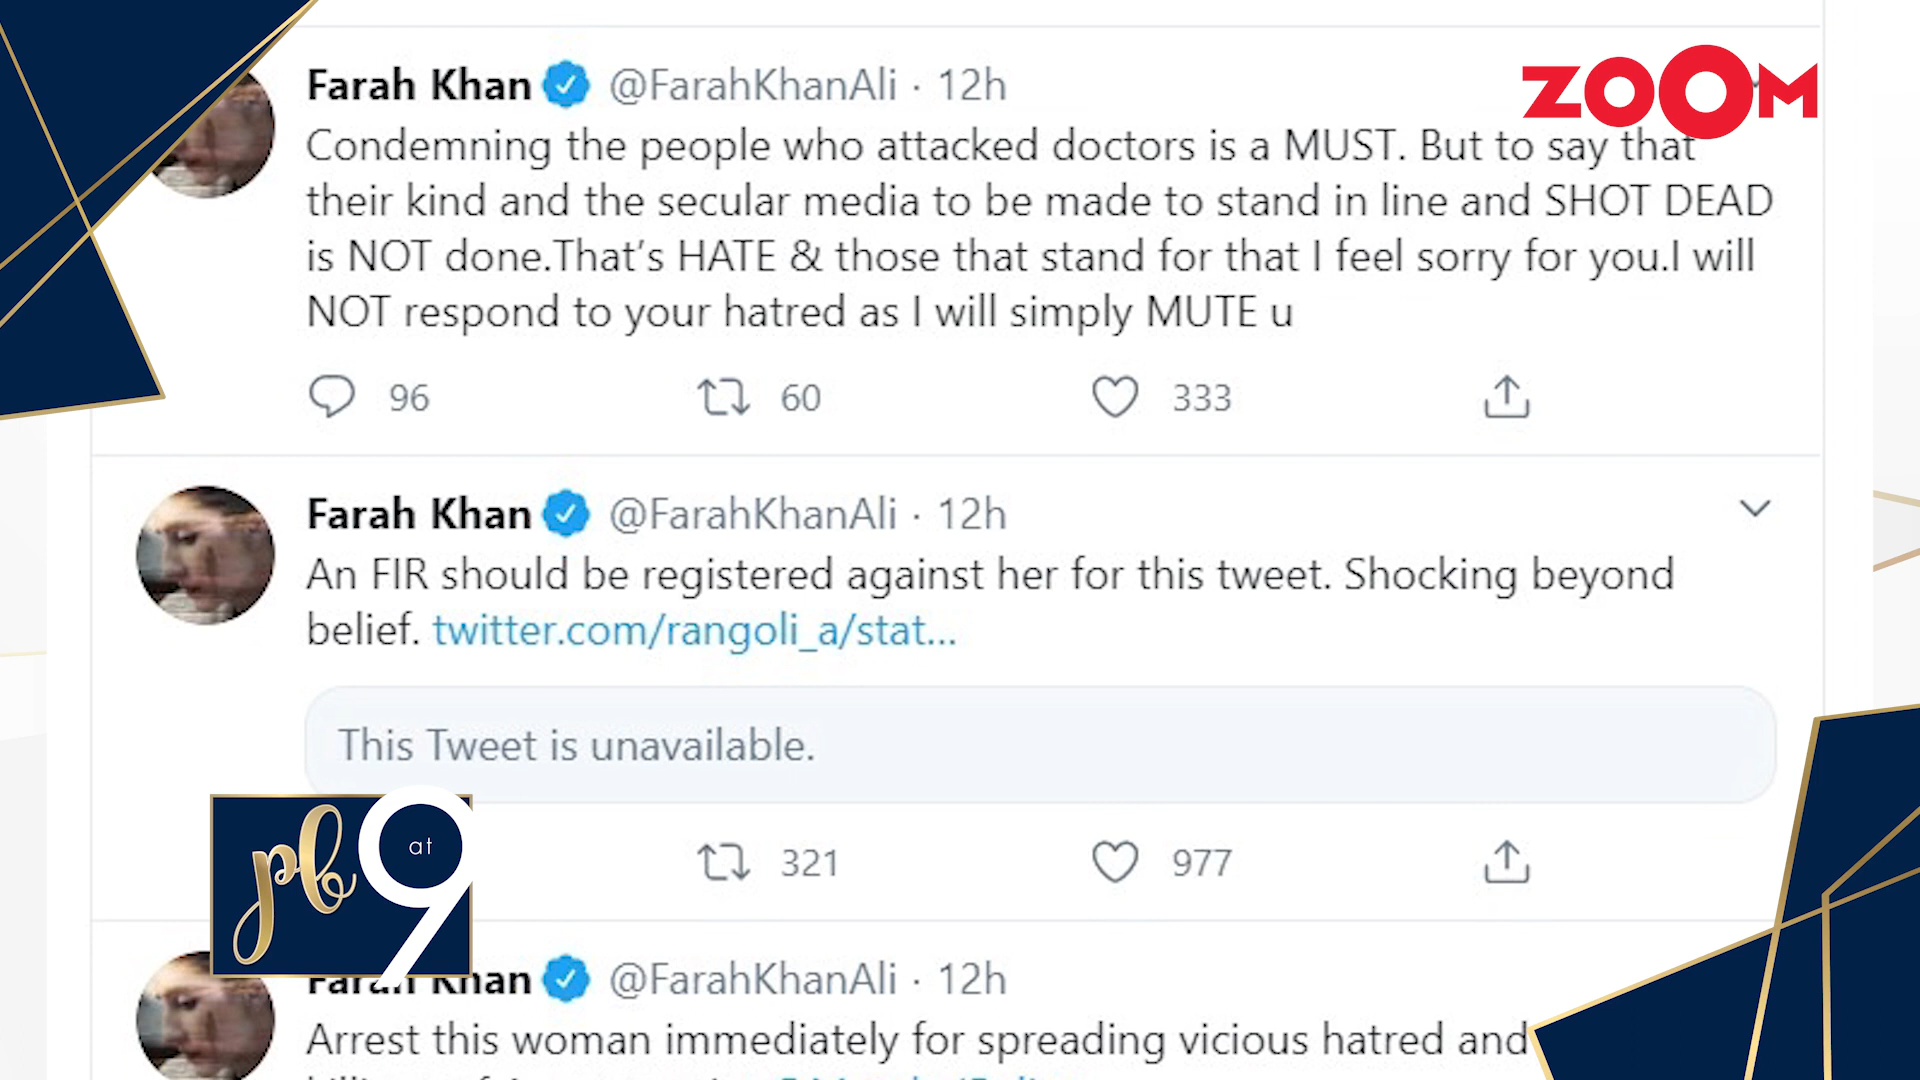 ZOOM
Farah Khan @FarahKhanAli · 12h
Condemning the people who attacked doctors is a MUST. But to say that
their kind and the secular media to be made to stand in line and SHOT DEAD
is NOT done.That's HATE & those that stand for that I feel sorry for you.I will
NOT respond to your hatred as I will simply MUTE u
96 60 333
Farah Khan @FarahKhanAli · 12h
An FIR should be registered against her for this tweet. Shocking beyond
belief. twitter.com/rangoli_a/stat...
This Tweet is unavailable.
321 977
pb at 9
Farah Khan @FarahKhanAli · 12h
Arrest this woman immediately for spreading vicious hatred and